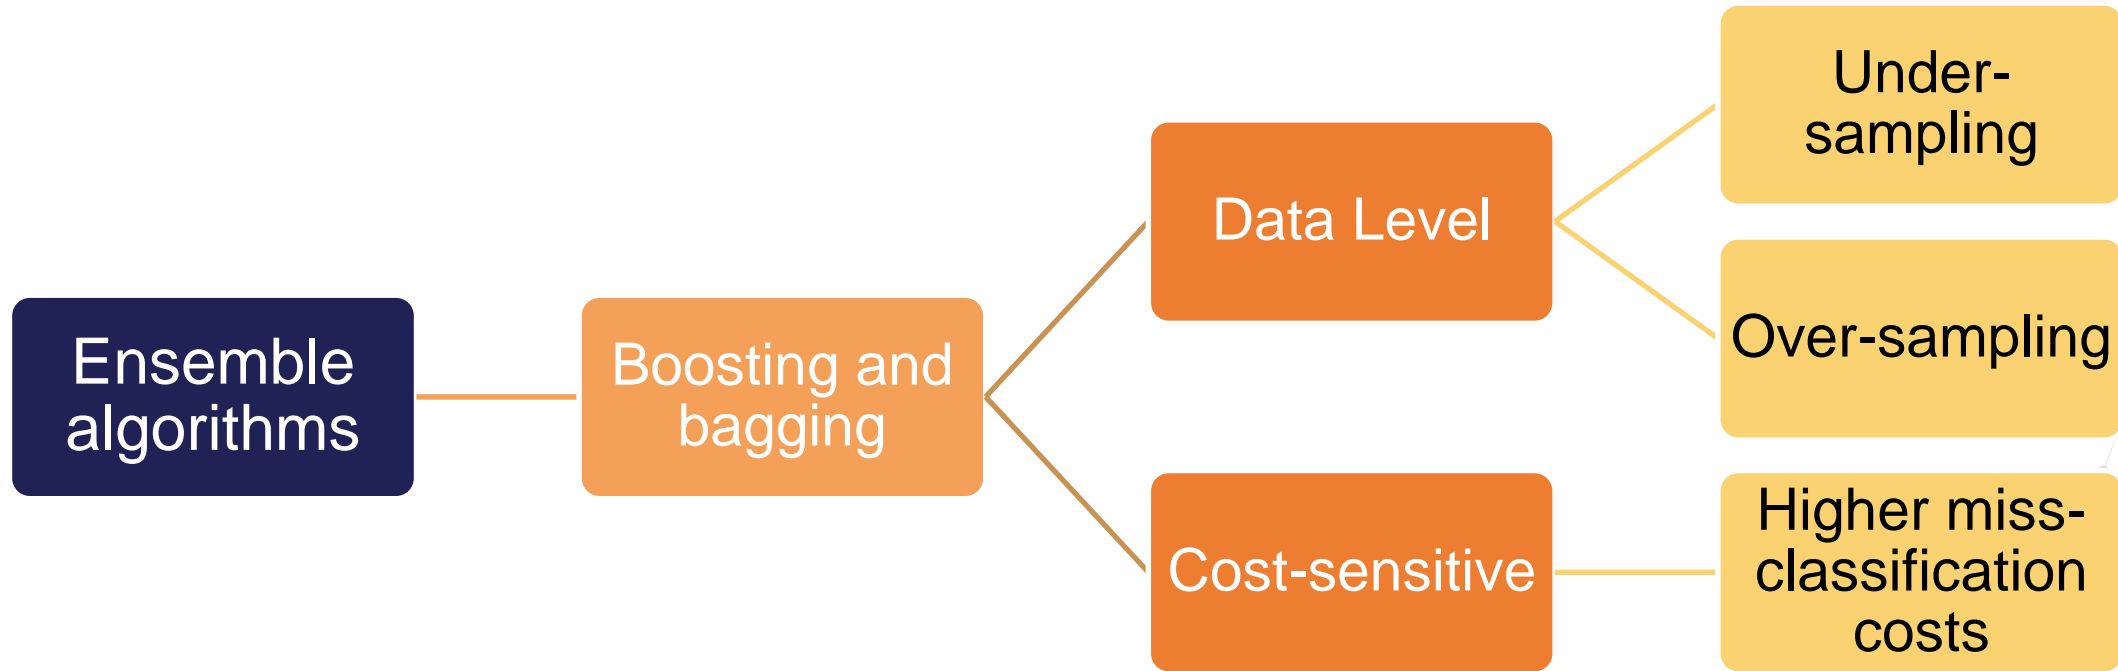 Ensemble
algorithms
Boosting and
bagging
Data Level
Cost-sensitive
Under-
sampling
Over-sampling
Higher miss-
classification
costs